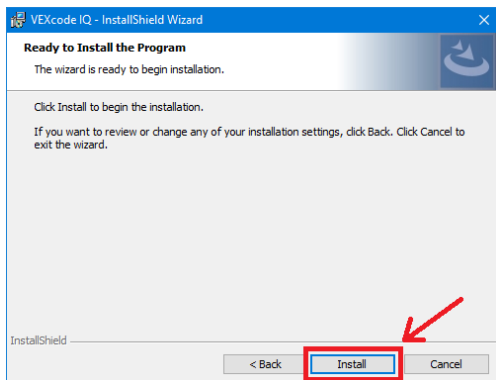 VEXcode IQ - InstallShield Wizard
Ready to Install the Program
The wizard is ready to begin installation.
Click Install to begin the installation.
If you want to review or change any of your installation settings, click Back. Click Cancel to
exit the wizard.
InstallShield
< Back
Install
Cancel